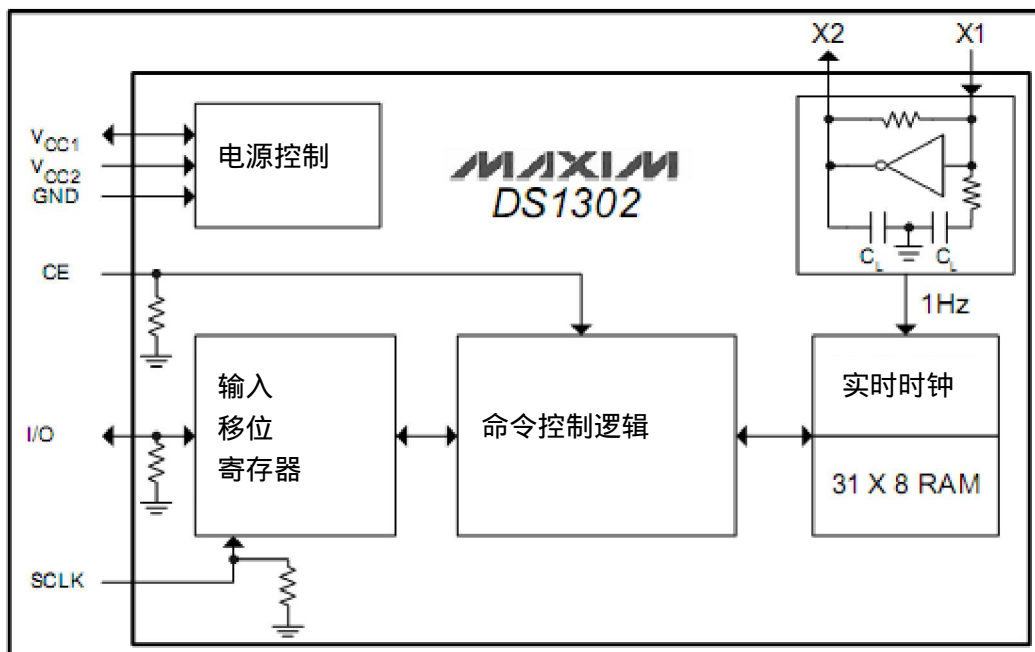 X2
X1
VCC1
VCC2
GND
电源控制
MAXIM
DS1302
CL
CL
CE
1Hz
输入
移位
寄存器
命令控制逻辑
实时时钟
31 X 8 RAM
I/O
SCLK